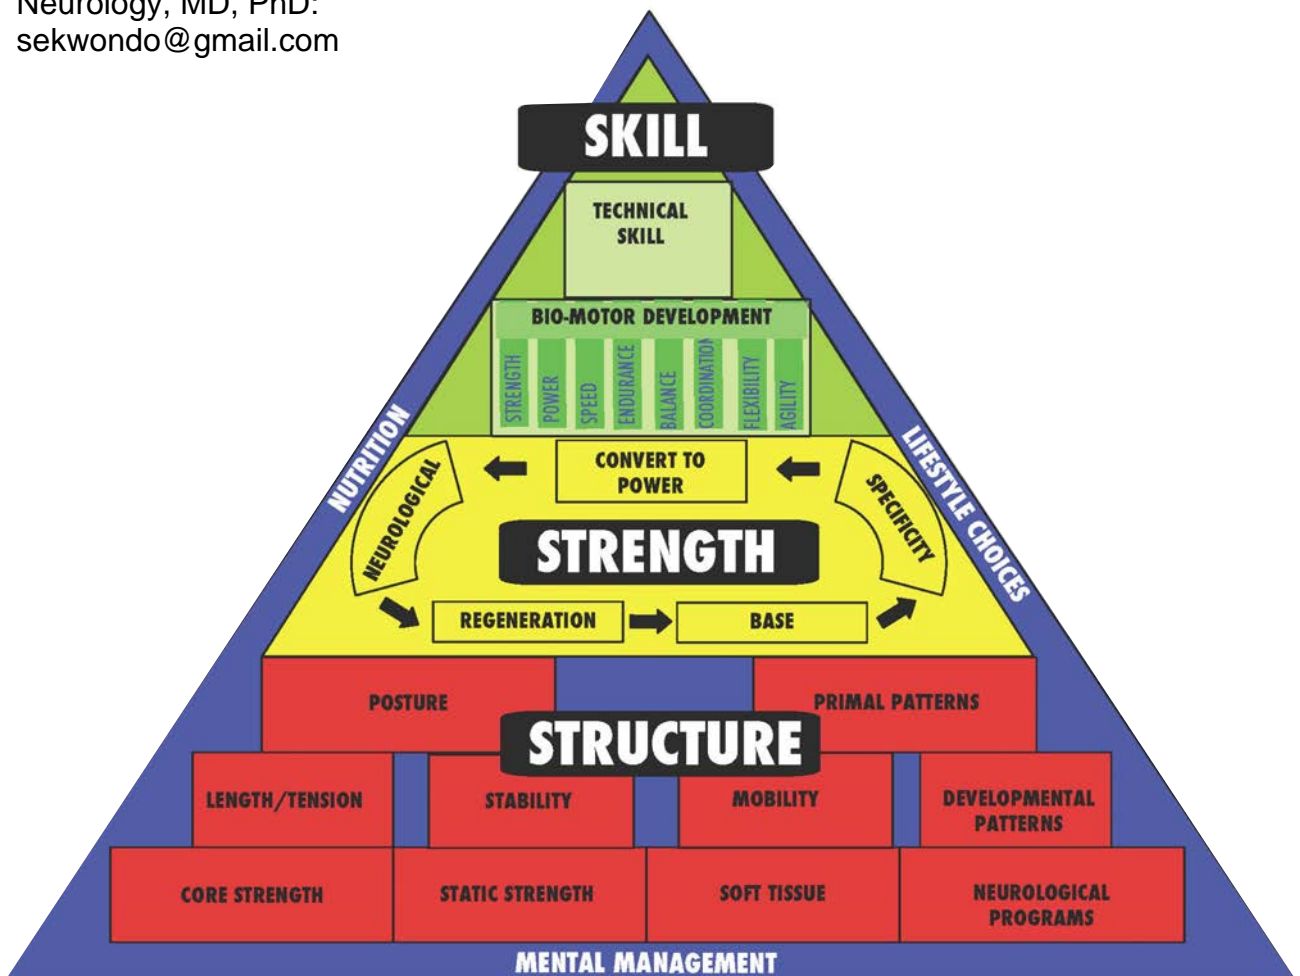 Neurology, MD, PhD:
sekwondo@gmail.com
SKILL
TECHNICAL
SKILL
BIO-MOTOR DEVELOPMENT
STRENGTH
POWER
SPEED
ENDURANCE
BALANCE
COORDINATION
FLEXIBILITY
AGILITY
NUTRITION
LIFESTYLE CHOICES
NEUROLOGICAL
CONVERT TO
POWER
SPECIFICITY
STRENGTH
REGENERATION
BASE
POSTURE
PRIMAL PATTERNS
STRUCTURE
LENGTH/TENSION
STABILITY
MOBILITY
DEVELOPMENTAL
PATTERNS
CORE STRENGTH
STATIC STRENGTH
SOFT TISSUE
NEUROLOGICAL
PROGRAMS
MENTAL MANAGEMENT